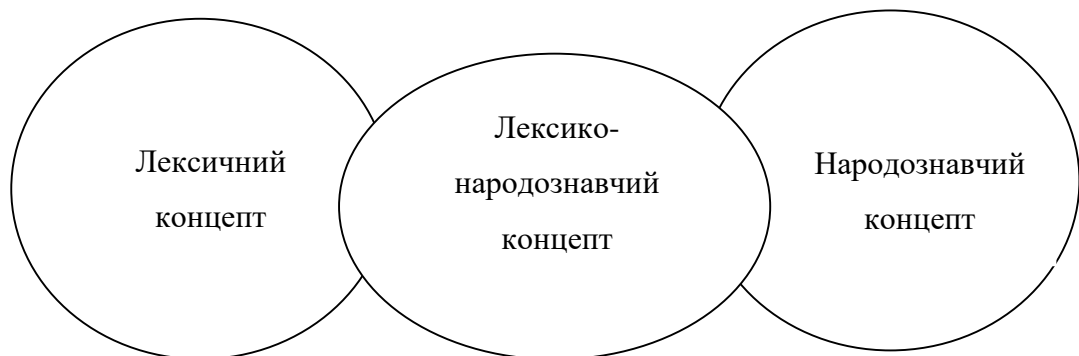 Лексичний
концепт
Лексико-
народознавчий
концепт
Народознавчий
концепт